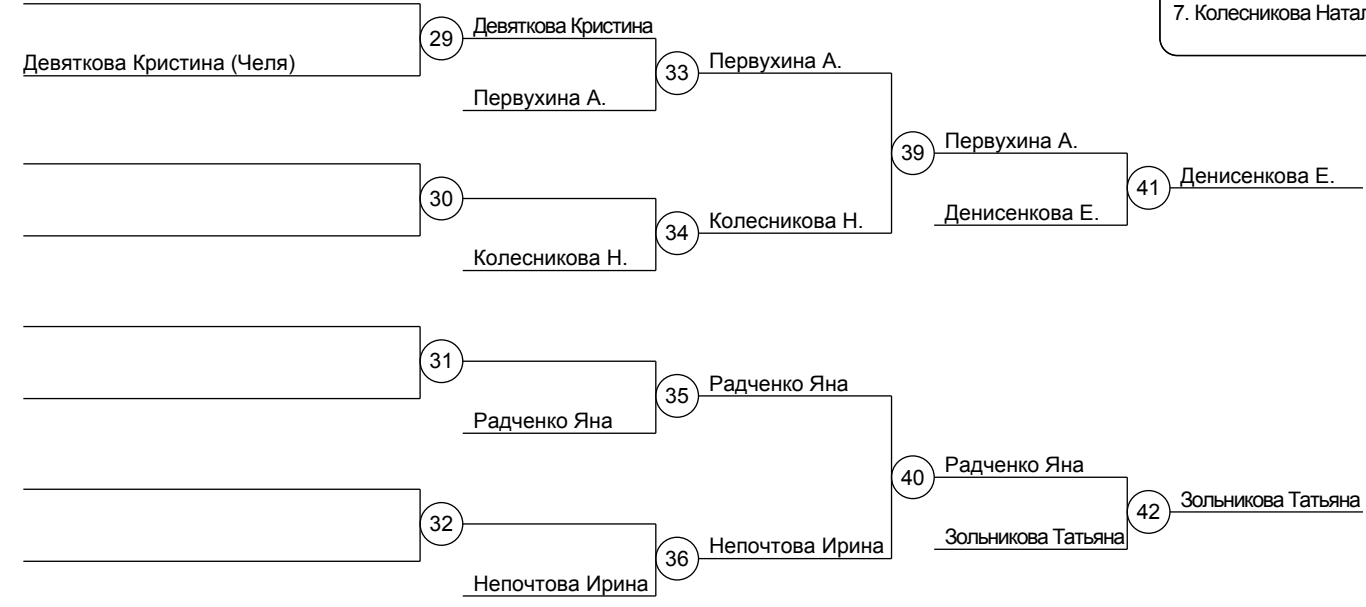 7. Колесникова Натал
29
Девяткова Кристина
Девяткова Кристина (Челя)
33
Первухина А.
Первухина А.
39
Первухина А.
30
34
Колесникова Н.
Колесникова Н.
41
Денисенкова Е.
Денисенкова Е.
31
35
Радченко Яна
Радченко Яна
40
Радченко Яна
32
36
Непочтова Ирина
Непочтова Ирина
42
Зольникова Татьяна
Зольникова Татьяна